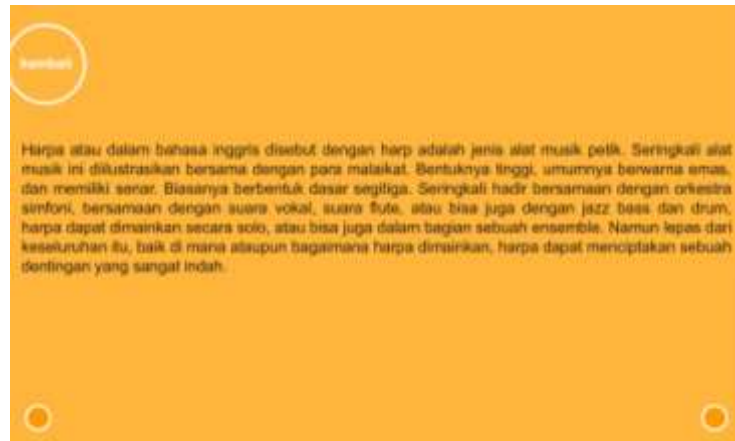 kembali
Harpa atau dalam bahasa inggris disebut dengan harp adalah jenis alat musik petik. Seringkali alat
musik ini diilustrasikan bersama dengan para malaikat. Bentuknya tinggi, umumnya berwarna emas,
dan memiliki senar. Biasanya berbentuk dasar segitiga. Seringkali hadir bersamaan dengan orkestra
simfoni, bersamaan dengan suara vokal, suara flute, atau bisa juga dengan jazz bass dan drum,
harpa dapat dimainkan secara solo, atau bisa juga dalam bagian sebuah ensemble. Namun lepas dari
keseluruhan itu, baik di mana ataupun bagaimana harpa dimainkan, harpa dapat menciptakan sebuah
dentingan yang sangat indah.